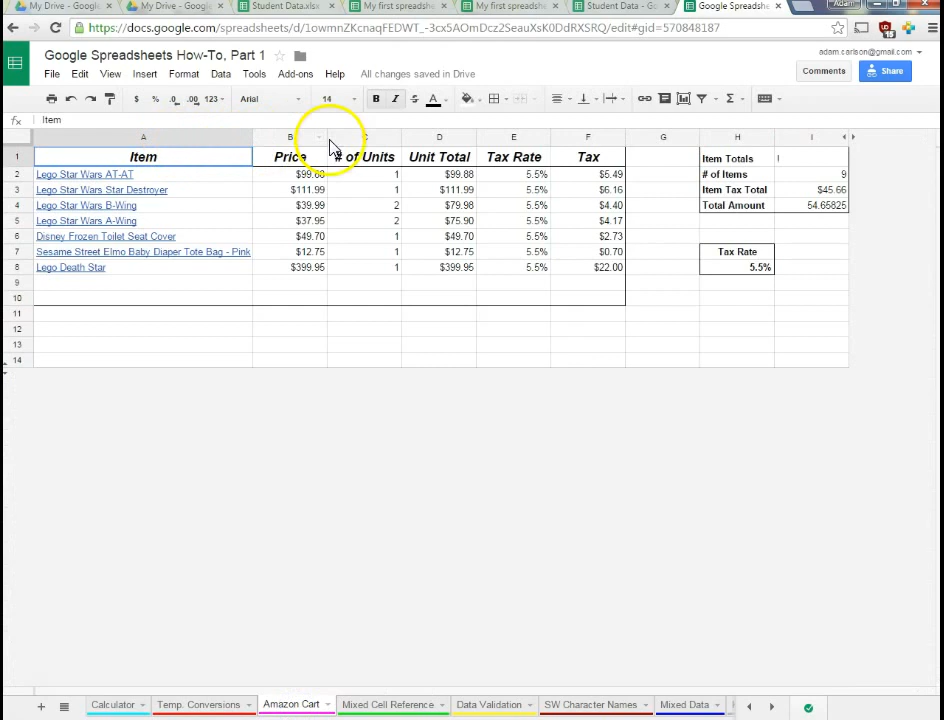 My Drive - Googl
My Drive - Googl
Student Data.xlsx
My first spreadshe
My first spreadshe
Student Data - Go
Google Spreadshe
Adam
https://docs.google.com/spreadsheets/d/1owmnZKcnaqFEDWT_-3cx5AOmDcz2SeauXsK0DdRXSRQ/edit#gid=570848187
Google Spreadsheets How-To, Part 1
adam.carlson@gmail.com
File Edit View Insert Format Data Tools Add-ons Help All changes saved in Drive
Comments
Share
$ % .0 .00 123 Arial 14 B I S A Σ
fx Item
A B C D E F G H I
1 Item Price # of Units Unit Total Tax Rate Tax Item Totals
2 Lego Star Wars AT-AT $99.88 1 $99.88 5.5% $5.49 # of Items 9
3 Lego Star Wars Star Destroyer $111.99 1 $111.99 5.5% $6.16 Item Tax Total $45.66
4 Lego Star Wars B-Wing $39.99 2 $79.98 5.5% $4.40 Total Amount 54.65825
5 Lego Star Wars A-Wing $37.95 2 $75.90 5.5% $4.17
6 Disney Frozen Toilet Seat Cover $49.70 1 $49.70 5.5% $2.73
7 Sesame Street Elmo Baby Diaper Tote Bag - Pink $12.75 1 $12.75 5.5% $0.70 Tax Rate
8 Lego Death Star $399.95 1 $399.95 5.5% $22.00 5.5%
9
10
11
12
13
14
Calculator Temp. Conversions Amazon Cart Mixed Cell Reference Data Validation SW Character Names Mixed Data